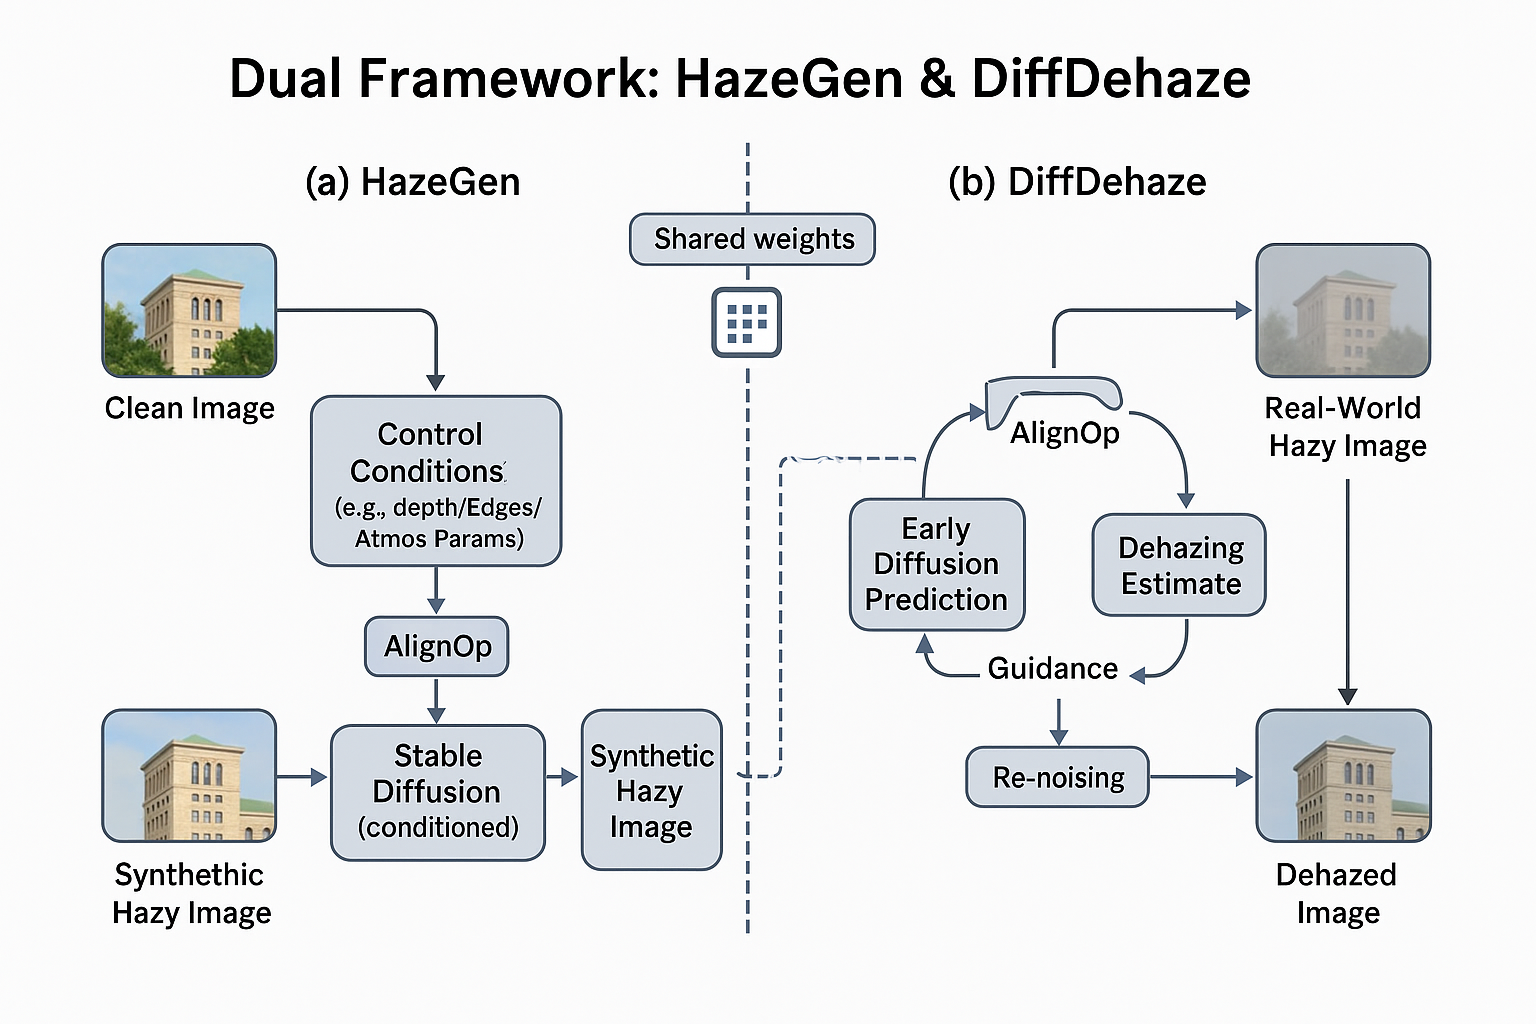 Dual Framework: HazeGen & DiffDehaze
(a) HazeGen
Clean Image
Control
Conditions
(e.g., depth/Edges/
Atmos Params)
AlignOp
Stable
Diffusion
(conditioned)
Synthethic
Hazy Image
Synthetic
Hazy
Image
Shared weights
(b) DiffDehaze
AlignOp
Early
Diffusion
Prediction
Dehazing
Estimate
Guidance
Re-noising
Real-World
Hazy Image
Dehazed
Image